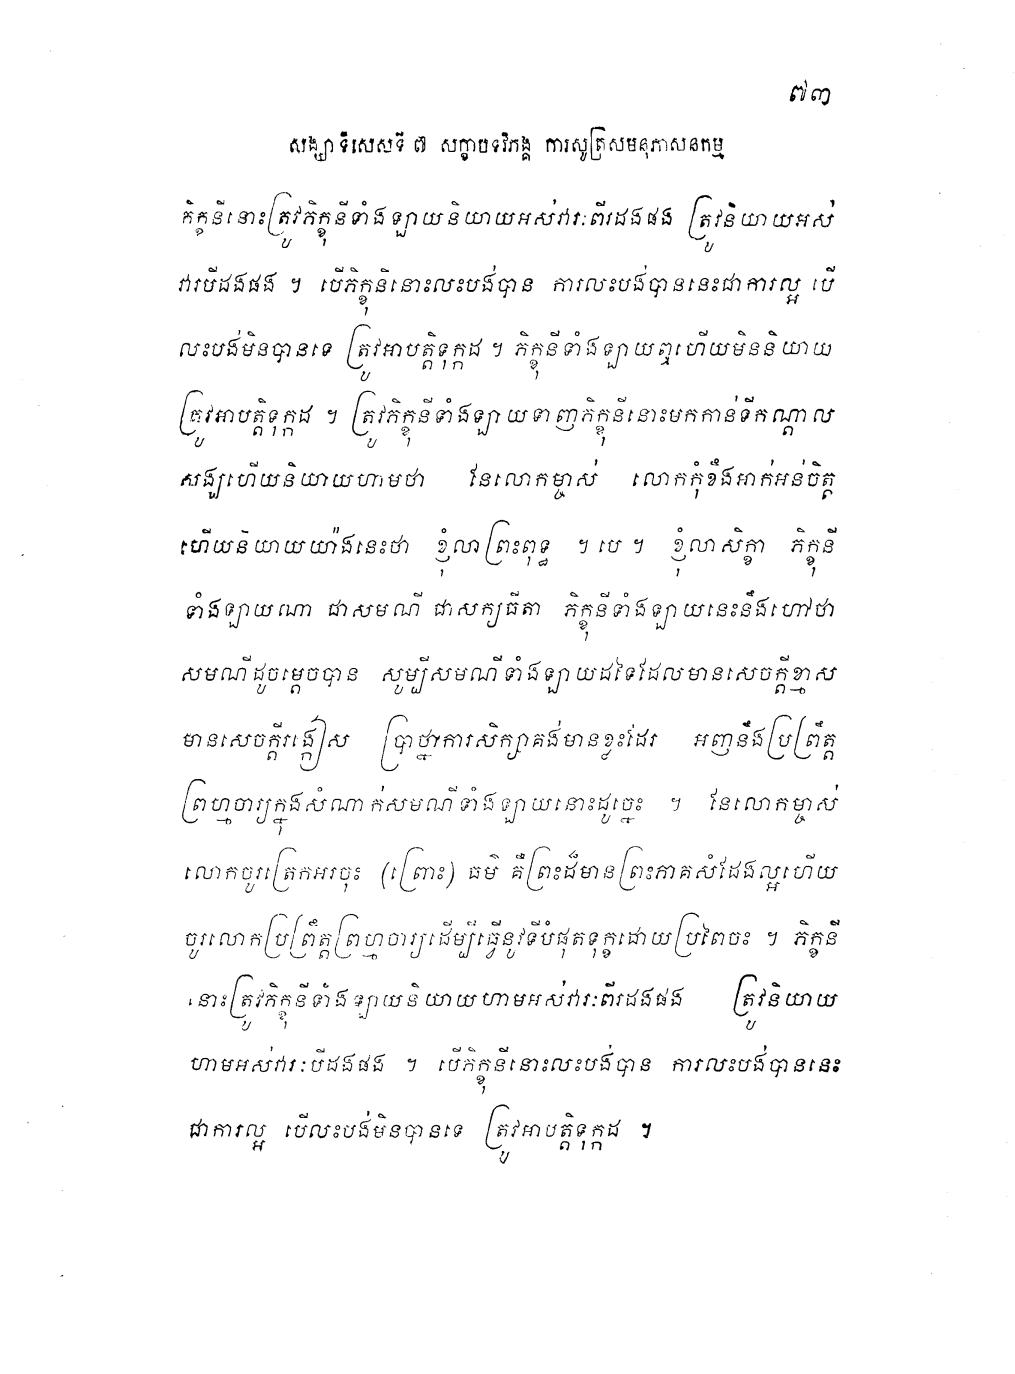 ៧៣
សង្ឃាទិសេសទី ៧ សិក្ខាបទវិភង្គ ការសូត្រសមនុភាសនកម្ម
ភិក្ខុនីនោះត្រូវភិក្ខុនីទាំងឡាយនិយាយអស់វារៈពីរដងផង ត្រូវនិយាយអស់
វារបីដងផង ។ បើភិក្ខុនីនោះលះបង់បាន ការលះបង់បាននេះជាការល្អ បើ
លះបង់មិនបានទេ ត្រូវអាបត្តិទុក្កដ ។ ភិក្ខុនីទាំងឡាយឮហើយមិននិយាយ
ត្រូវអាបត្តិទុក្កដ ។ ត្រូវភិក្ខុនីទាំងឡាយទាញភិក្ខុនីនោះមកកាន់ទីកណ្តាល
សង្ឃហើយនិយាយហាមថា នែលោកម្ចាស់ លោកកុំខឹងអាក់អន់ចិត្ត
ហើយនិយាយយ៉ាងនេះថា ខ្ញុំលាព្រះពុទ្ធ ។ បេ ។ ខ្ញុំលាសិក្ខា ភិក្ខុនី
ទាំងឡាយណា ជាសមណី ជាសក្យធីតា ភិក្ខុនីទាំងឡាយនេះនឹងហៅថា
សមណីដូចម្តេចបាន សូម្បីសមណីទាំងឡាយដទៃដែលមានសេចក្តីខ្មាស
មានសេចក្តីរង្កៀស ប្រាថ្នាការសិក្សាគង់មានខ្លះដែរ អញនឹងប្រព្រឹត្ត
ព្រហ្មចារ្យក្នុងសំណាក់សមណីទាំងឡាយនោះដូច្នេះ ។ នែលោកម្ចាស់
លោកចូរត្រេកអរចុះ (ព្រោះ) ធម៌ គឺព្រះដ៏មានព្រះភាគសំដែងល្អហើយ
ចូរលោកប្រព្រឹត្តព្រហ្មចារ្យដើម្បីធ្វើនូវទីបំផុតទុក្ខដោយប្រពៃចុះ ។ ភិក្ខុនី
នោះត្រូវភិក្ខុនីទាំងឡាយនិយាយហាមអស់វារៈពីរដងផង ត្រូវនិយាយ
ហាមអស់វារៈបីដងផង ។ បើភិក្ខុនីនោះលះបង់បាន ការលះបង់បាននេះ
ជាការល្អ បើលះបង់មិនបានទេ ត្រូវអាបត្តិទុក្កដ ។